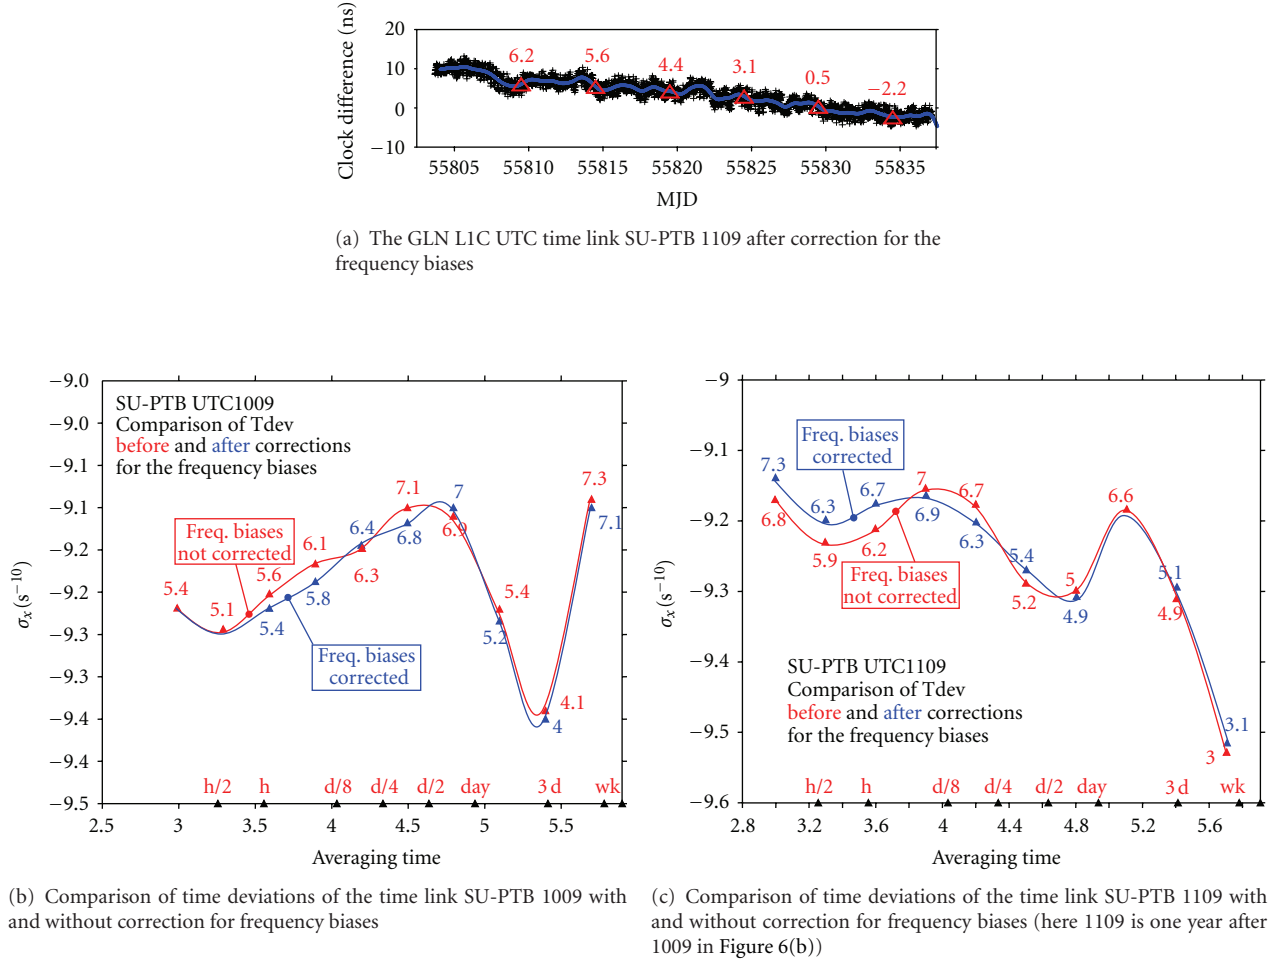 Clock difference (ns)
20
10
0
−10
6.2
5.6
4.4
3.1
0.5
−2.2
55805 55810 55815 55820 55825 55830 55835
MJD
(a) The GLN L1C UTC time link SU-PTB 1109 after correction for the
frequency biases
σx (s−10)
−9.0
−9.0
−9.1
−9.1
−9.2
−9.2
−9.3
−9.3
−9.4
−9.4
−9.5
SU-PTB UTC1009
Comparison of Tdev
before and after corrections
for the frequency biases
Freq. biases
not corrected
Freq. biases
corrected
5.4
5.1
5.6
6.1
6.3
7.1
6.9
5.4
4.1
7.3
5.4
5.8
6.4
6.8
7
5.2
4
7.1
h/2 h d/8 d/4 d/2 day 3 d wk
2.5 3 3.5 4 4.5 5 5.5
Averaging time
(b) Comparison of time deviations of the time link SU-PTB 1009 with
and without correction for frequency biases
σx (s−10)
−9
−9.1
−9.2
−9.3
−9.4
−9.5
−9.6
Freq. biases
corrected
Freq. biases
not corrected
7.3
6.3
6.7
6.9
6.3
5.4
4.9
5.1
3.1
6.8
5.9
6.2
7
6.7
5.2
5
6.6
4.9
3
SU-PTB UTC1109
Comparison of Tdev
before and after corrections
for the frequency biases
h/2 h d/8 d/4 d/2 day 3 d wk
2.8 3.2 3.6 4 4.4 4.8 5.2 5.6
Averaging time
(c) Comparison of time deviations of the time link SU-PTB 1109 with
and without correction for frequency biases (here 1109 is one year after
1009 in Figure 6(b))